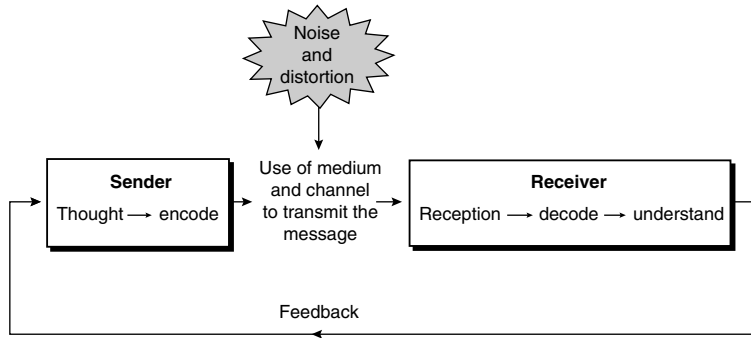 Noise
and
distortion
Sender
Thought encode
Use of medium
and channel
to transmit the
message
Receiver
Reception decode understand
Feedback